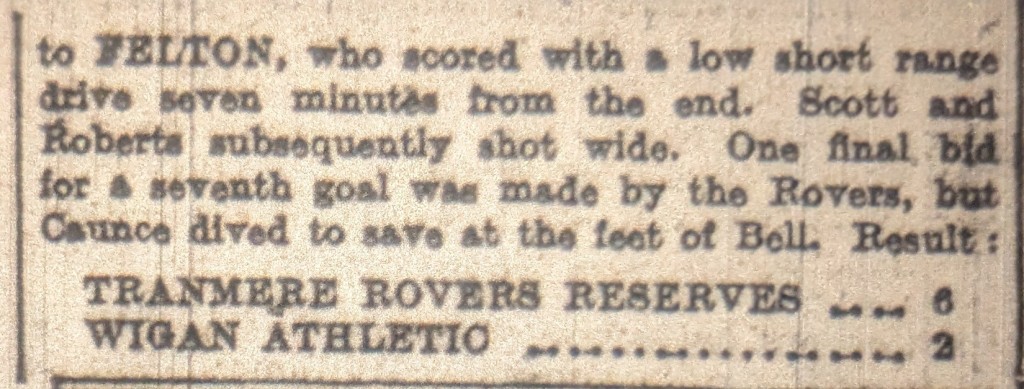 to FELTON, who scored with a low short range
drive seven minutes from the end. Scott and
Roberts subsequently shot wide. One final bid
for a seventh goal was made by the Rovers, but
Caunce dived to save at the feet of Bell. Result:
TRANMERE ROVERS RESERVES ...... 6
WIGAN ATHLETIC .......................... 2